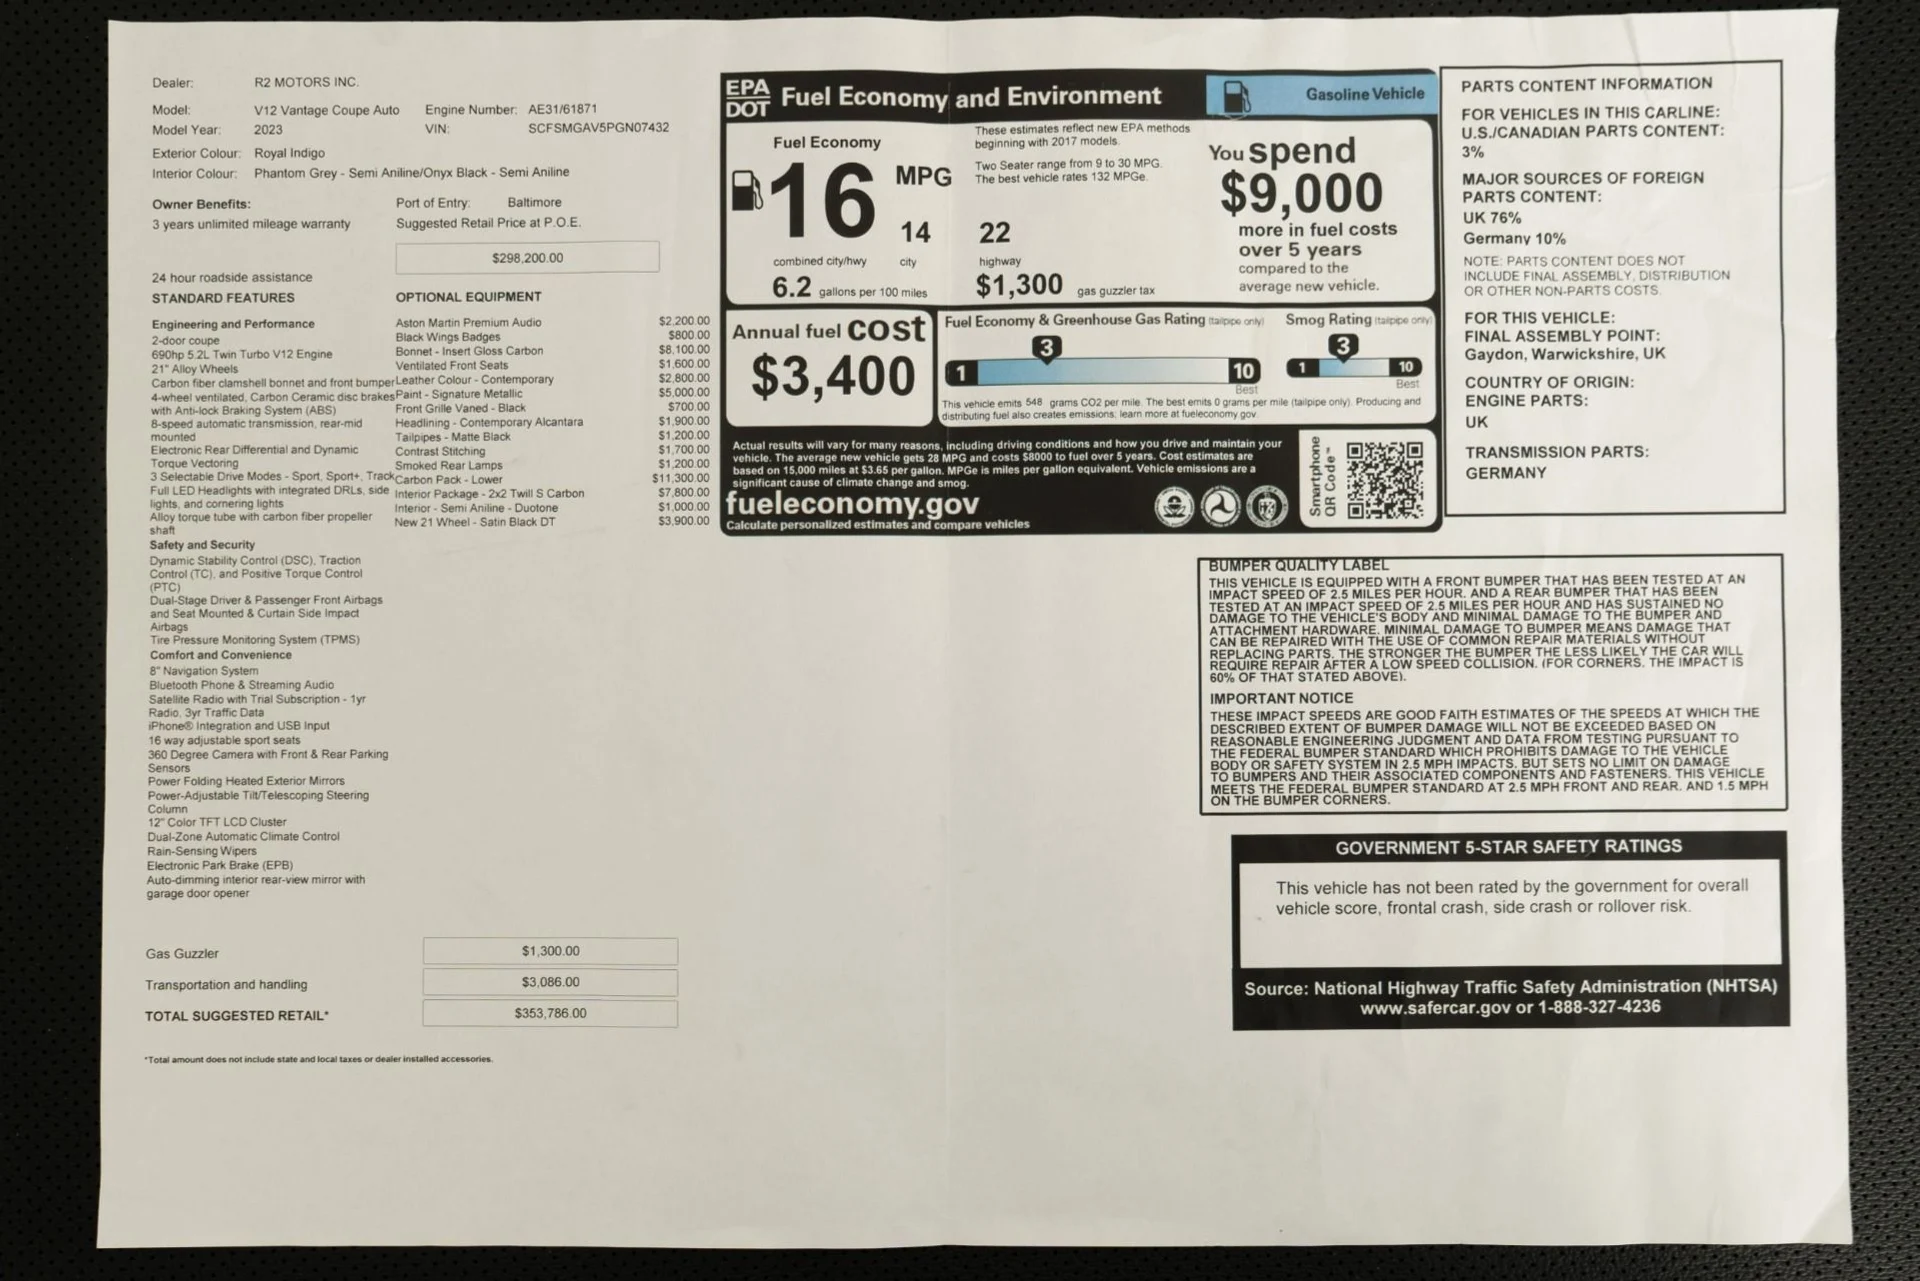 Dealer: R2 MOTORS INC.
Model: V12 Vantage Coupe Auto Engine Number: AE31/61871
Model Year: 2023 VIN: SCFSMGAV5PGN07432
Exterior Colour: Royal Indigo
Interior Colour: Phantom Grey - Semi Aniline/Onyx Black - Semi Aniline
Owner Benefits:
3 years unlimited mileage warranty
24 hour roadside assistance
Port of Entry: Baltimore
Suggested Retail Price at P.O.E.
$298,200.00
STANDARD FEATURES
Engineering and Performance
2-door coupe
690hp 5.2L Twin Turbo V12 Engine
21" Alloy Wheels
Carbon fiber clamshell bonnet and front bumper
4-wheel ventilated, Carbon Ceramic disc brakes
with Anti-lock Braking System (ABS)
8-speed automatic transmission, rear-mid
mounted
Electronic Rear Differential and Dynamic
Torque Vectoring
3 Selectable Drive Modes - Sport, Sport+, Track
Full LED Headlights with integrated DRLs, side
lights, and cornering lights
Alloy torque tube with carbon fiber propeller
shaft
Safety and Security
Dynamic Stability Control (DSC), Traction
Control (TC), and Positive Torque Control
(PTC)
Dual-Stage Driver & Passenger Front Airbags
and Seat Mounted & Curtain Side Impact
Airbags
Tire Pressure Monitoring System (TPMS)
Comfort and Convenience
8" Navigation System
Bluetooth Phone & Streaming Audio
Satellite Radio with Trial Subscription - 1yr
Radio, 3yr Traffic Data
iPhone® Integration and USB Input
16 way adjustable sport seats
360 Degree Camera with Front & Rear Parking
Sensors
Power Folding Heated Exterior Mirrors
Power-Adjustable Tilt/Telescoping Steering
Column
12" Color TFT LCD Cluster
Dual-Zone Automatic Climate Control
Rain-Sensing Wipers
Electronic Park Brake (EPB)
Auto-dimming interior rear-view mirror with
garage door opener
OPTIONAL EQUIPMENT
Aston Martin Premium Audio $2,200.00
Black Wings Badges $800.00
Bonnet - Insert Gloss Carbon $8,100.00
Ventilated Front Seats $1,600.00
Leather Colour - Contemporary $2,800.00
Paint - Signature Metallic $5,000.00
Front Grille Vaned - Black $700.00
Headlining - Contemporary Alcantara $1,900.00
Tailpipes - Matte Black $1,200.00
Contrast Stitching $1,700.00
Smoked Rear Lamps $1,200.00
Carbon Pack - Lower $11,300.00
Interior Package - 2x2 Twill S Carbon $7,800.00
Interior - Semi Aniline - Duotone $1,000.00
New 21 Wheel - Satin Black DT $3,900.00
Gas Guzzler $1,300.00
Transportation and handling $3,086.00
TOTAL SUGGESTED RETAIL* $353,786.00
*Total amount does not include state and local taxes or dealer installed accessories.
EPA
DOT
Fuel Economy and Environment
Gasoline Vehicle
Fuel Economy
16 MPG
14 22
combined city/hwy city highway
6.2 gallons per 100 miles
$1,300 gas guzzler tax
These estimates reflect new EPA methods
beginning with 2017 models.
Two Seater range from 9 to 30 MPG.
The best vehicle rates 132 MPGe.
You spend
$9,000
more in fuel costs
over 5 years
compared to the
average new vehicle.
Annual fuel cost
$3,400
Fuel Economy & Greenhouse Gas Rating (tailpipe only)
3
1 10
Best
Smog Rating (tailpipe only)
3
1 10
Best
This vehicle emits 548 grams CO2 per mile. The best emits 0 grams per mile (tailpipe only). Producing and
distributing fuel also creates emissions; learn more at fueleconomy.gov.
Actual results will vary for many reasons, including driving conditions and how you drive and maintain your
vehicle. The average new vehicle gets 28 MPG and costs $8000 to fuel over 5 years. Cost estimates are
based on 15,000 miles at $3.65 per gallon. MPGe is miles per gallon equivalent. Vehicle emissions are a
significant cause of climate change and smog.
fueleconomy.gov
Calculate personalized estimates and compare vehicles
Smartphone
QR Code™
PARTS CONTENT INFORMATION
FOR VEHICLES IN THIS CARLINE:
U.S./CANADIAN PARTS CONTENT:
3%
MAJOR SOURCES OF FOREIGN
PARTS CONTENT:
UK 76%
Germany 10%
NOTE: PARTS CONTENT DOES NOT
INCLUDE FINAL ASSEMBLY, DISTRIBUTION
OR OTHER NON-PARTS COSTS.
FOR THIS VEHICLE:
FINAL ASSEMBLY POINT:
Gaydon, Warwickshire, UK
COUNTRY OF ORIGIN:
ENGINE PARTS:
UK
TRANSMISSION PARTS:
GERMANY
BUMPER QUALITY LABEL
THIS VEHICLE IS EQUIPPED WITH A FRONT BUMPER THAT HAS BEEN TESTED AT AN
IMPACT SPEED OF 2.5 MILES PER HOUR. AND A REAR BUMPER THAT HAS BEEN
TESTED AT AN IMPACT SPEED OF 2.5 MILES PER HOUR AND HAS SUSTAINED NO
DAMAGE TO THE VEHICLE'S BODY AND MINIMAL DAMAGE TO THE BUMPER AND
ATTACHMENT HARDWARE. MINIMAL DAMAGE TO BUMPER MEANS DAMAGE THAT
CAN BE REPAIRED WITH THE USE OF COMMON REPAIR MATERIALS WITHOUT
REPLACING PARTS. THE STRONGER THE BUMPER THE LESS LIKELY THE CAR WILL
REQUIRE REPAIR AFTER A LOW SPEED COLLISION. (FOR CORNERS. THE IMPACT IS
60% OF THAT STATED ABOVE).
IMPORTANT NOTICE
THESE IMPACT SPEEDS ARE GOOD FAITH ESTIMATES OF THE SPEEDS AT WHICH THE
DESCRIBED EXTENT OF BUMPER DAMAGE WILL NOT BE EXCEEDED BASED ON
REASONABLE ENGINEERING JUDGMENT AND DATA FROM TESTING PURSUANT TO
THE FEDERAL BUMPER STANDARD WHICH PROHIBITS DAMAGE TO THE VEHICLE
BODY OR SAFETY SYSTEM IN 2.5 MPH IMPACTS. BUT SETS NO LIMIT ON DAMAGE
TO BUMPERS AND THEIR ASSOCIATED COMPONENTS AND FASTENERS. THIS VEHICLE
MEETS THE FEDERAL BUMPER STANDARD AT 2.5 MPH FRONT AND REAR. AND 1.5 MPH
ON THE BUMPER CORNERS.
GOVERNMENT 5-STAR SAFETY RATINGS
This vehicle has not been rated by the government for overall
vehicle score, frontal crash, side crash or rollover risk.
Source: National Highway Traffic Safety Administration (NHTSA)
www.safercar.gov or 1-888-327-4236